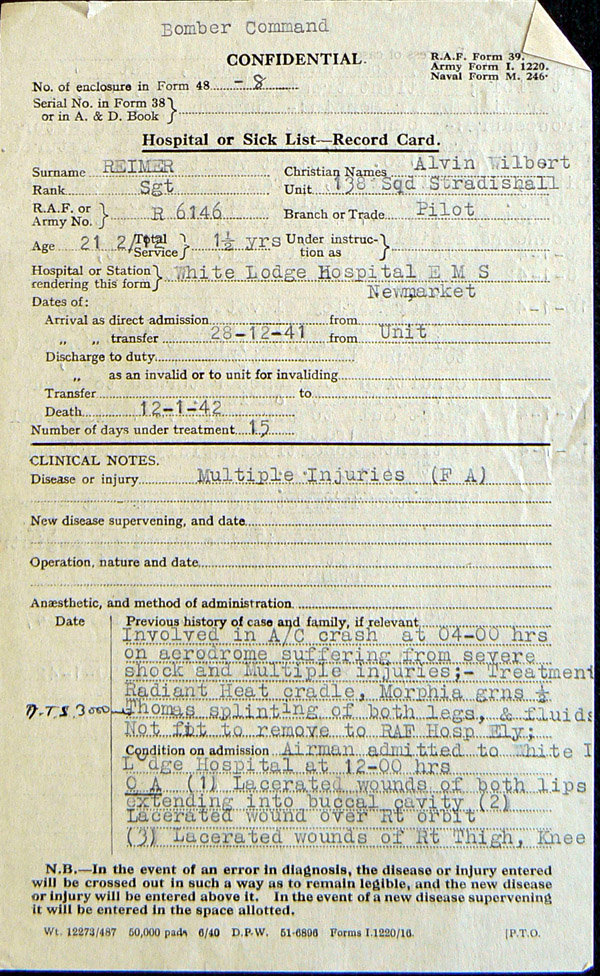 Bomber Command
CONFIDENTIAL.
R.A.F. Form 39.
Army Form I. 1220.
Naval Form M. 246.
No. of enclosure in Form 48 - 8
Serial No. in Form 38
or in A. & D. Book
Hospital or Sick List—Record Card.
Surname REIMER Christian Names Alvin Wilbert
Rank Sgt Unit 138 Sqd Stradishall
R.A.F. or
Army No. R 6146 Branch or Trade Pilot
Age 21 2/ Total Service 1½ yrs Under instruction as
Hospital or Station
rendering this form White Lodge Hospital E M S
Newmarket
Dates of:
Arrival as direct admission from
„ „ transfer 28-12-41 from Unit
Discharge to duty
„ as an invalid or to unit for invaliding
Transfer to
Death 12-1-42
Number of days under treatment 15
CLINICAL NOTES.
Disease or injury Multiple Injuries (F A)
New disease supervening, and date
Operation, nature and date
Anæsthetic, and method of administration
Date Previous history of case and family, if relevant
Involved in A/C crash at 04-00 hrs
on aerodrome suffering from severe
shock and Multiple injuries;- Treatment
Radiant Heat cradle, Morphia grns
A.T.S. 3000 Thomas splinting of both legs, & fluids
Not fit to remove to RAF Hosp Ely;
Condition on admission Airman admitted to White L
Lodge Hospital at 12-00 hrs
O A (1) Lacerated wounds of both lips
extending into buccal cavity (2)
Lacerated wound over Rt orbit
(3) Lacerated wounds of Rt Thigh, Knee
N.B.—In the event of an error in diagnosis, the disease or injury entered
will be crossed out in such a way as to remain legible, and the new disease
or injury will be entered above it. In the event of a new disease supervening
it will be entered in the space allotted.
Wt. 12273/487 50,000 pads 6/40 D.P.W. 51-6896 Forms I.1220/16. [P.T.O.